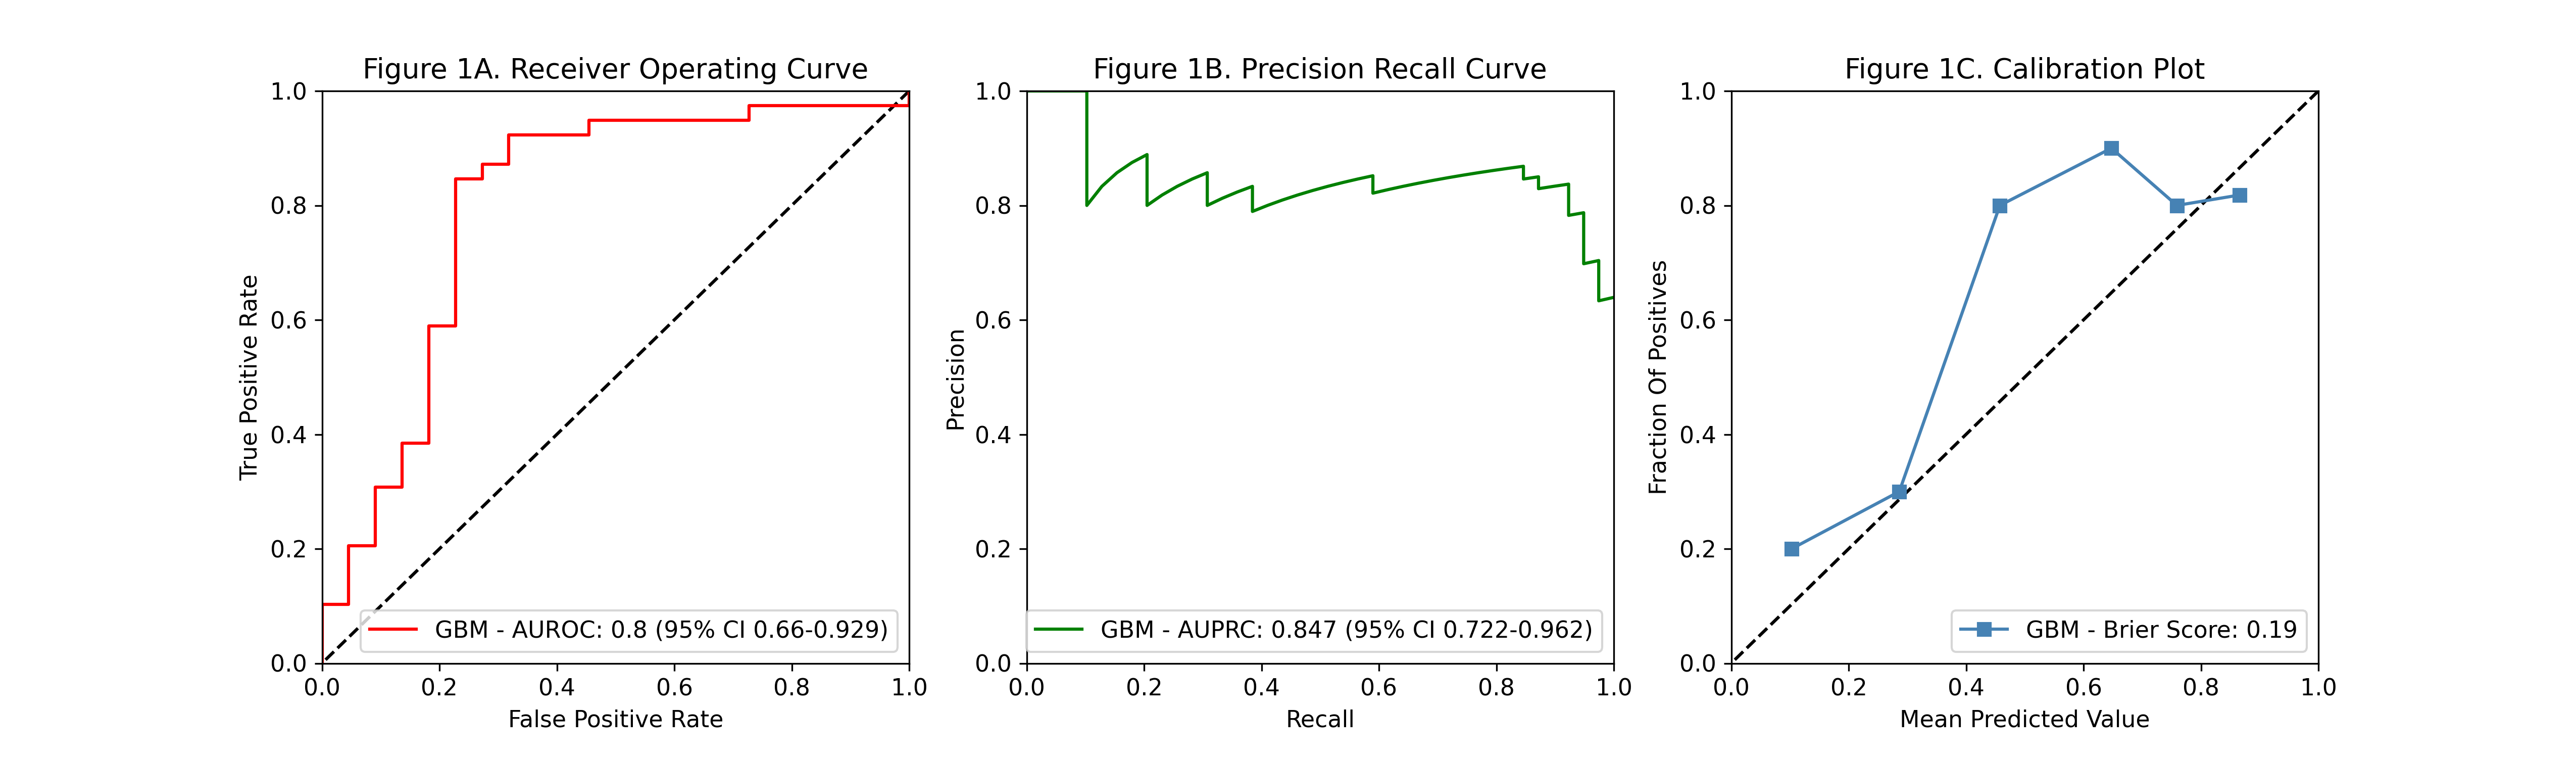 Figure 1A. Receiver Operating Curve
True Positive Rate
1.0
0.8
0.6
0.4
0.2
0.0
GBM - AUROC: 0.8 (95% CI 0.66-0.929)
0.0 0.2 0.4 0.6 0.8 1.0
False Positive Rate
Figure 1B. Precision Recall Curve
Precision
1.0
0.8
0.6
0.4
0.2
0.0
GBM - AUPRC: 0.847 (95% CI 0.722-0.962)
0.0 0.2 0.4 0.6 0.8 1.0
Recall
Figure 1C. Calibration Plot
Fraction Of Positives
1.0
0.8
0.6
0.4
0.2
0.0
GBM - Brier Score: 0.19
0.0 0.2 0.4 0.6 0.8 1.0
Mean Predicted Value